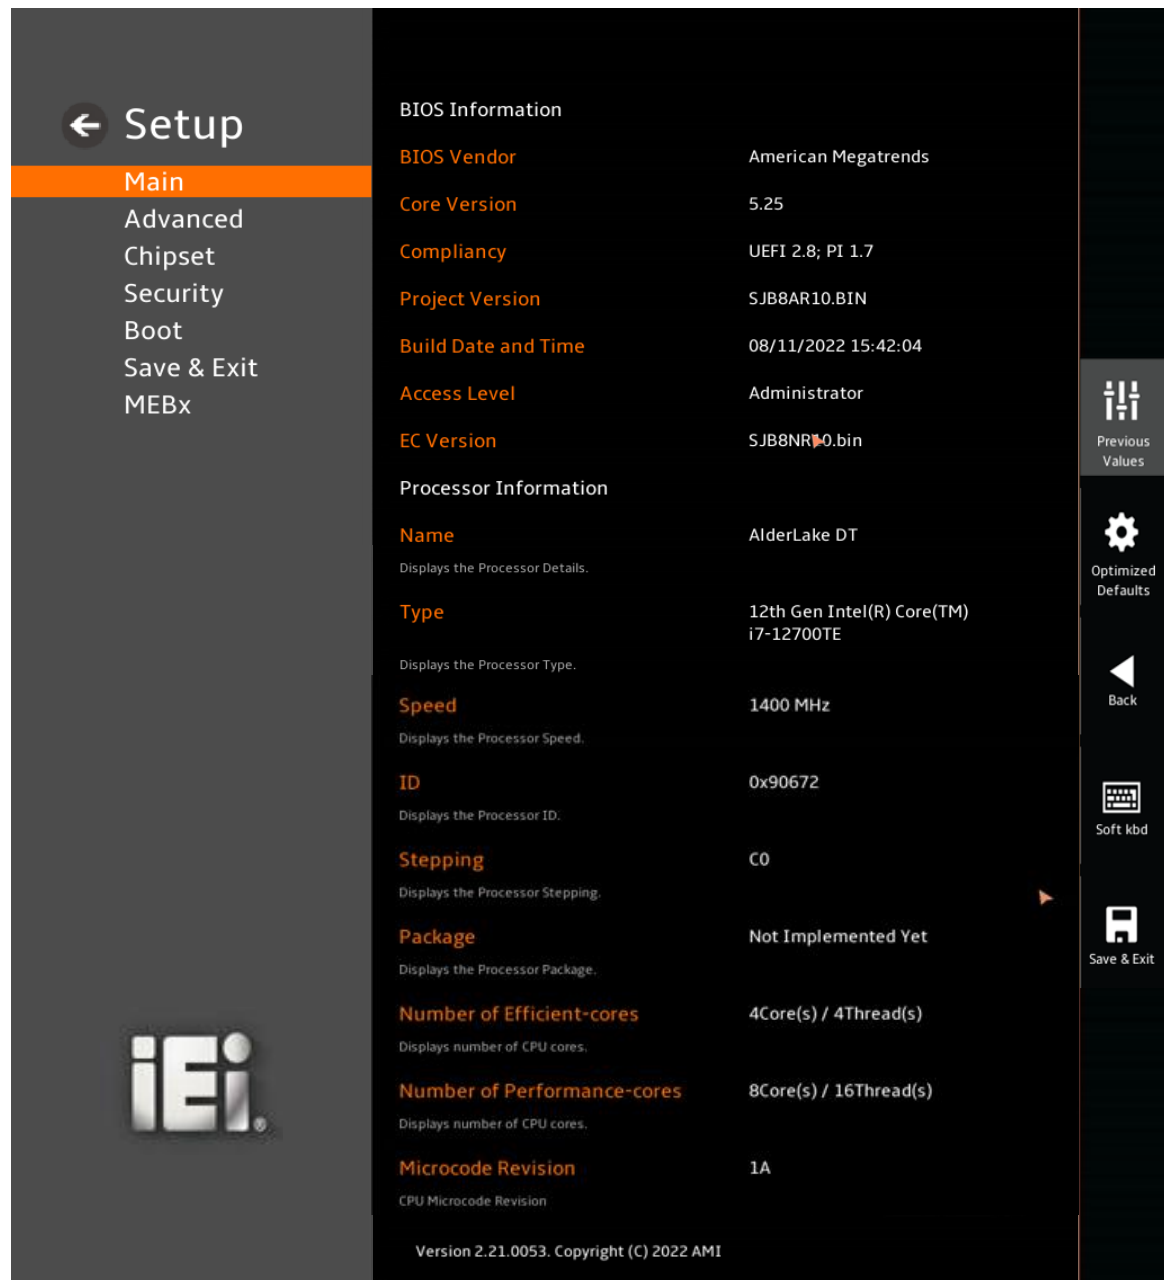 Setup
Main
Advanced
Chipset
Security
Boot
Save & Exit
MEBx
iEi®
BIOS Information
BIOS Vendor American Megatrends
Core Version 5.25
Compliancy UEFI 2.8; PI 1.7
Project Version SJB8AR10.BIN
Build Date and Time 08/11/2022 15:42:04
Access Level Administrator
EC Version SJB8NR10.bin
Processor Information
Name AlderLake DT
Displays the Processor Details.
Type 12th Gen Intel(R) Core(TM)
i7-12700TE
Displays the Processor Type.
Speed 1400 MHz
Displays the Processor Speed.
ID 0x90672
Displays the Processor ID.
Stepping C0
Displays the Processor Stepping.
Package Not Implemented Yet
Displays the Processor Package.
Number of Efficient-cores 4Core(s) / 4Thread(s)
Displays number of CPU cores.
Number of Performance-cores 8Core(s) / 16Thread(s)
Displays number of CPU cores.
Microcode Revision 1A
CPU Microcode Revision
Version 2.21.0053. Copyright (C) 2022 AMI
Previous
Values
Optimized
Defaults
Back
Soft kbd
Save & Exit